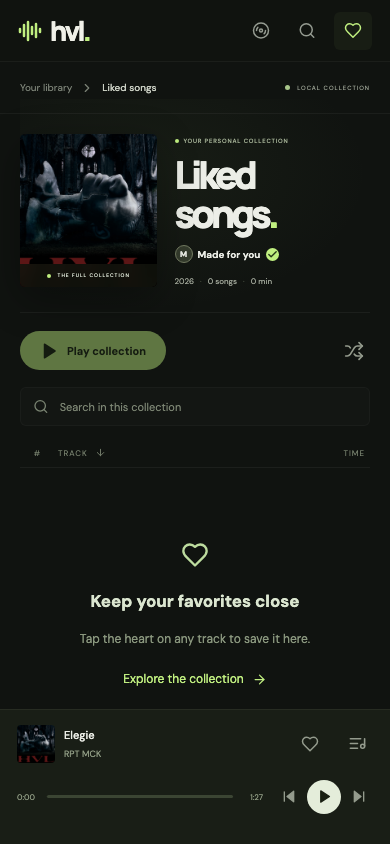 hvl.
Your library
Liked songs
LOCAL COLLECTION
YOUR PERSONAL COLLECTION
Liked
songs.
M
Made for you
2026 · 0 songs · 0 min
THE FULL COLLECTION
Play collection
Search in this collection
# TRACK TIME
Keep your favorites close
Tap the heart on any track to save it here.
Explore the collection
Elegie
RPT MCK
0:00
1:27